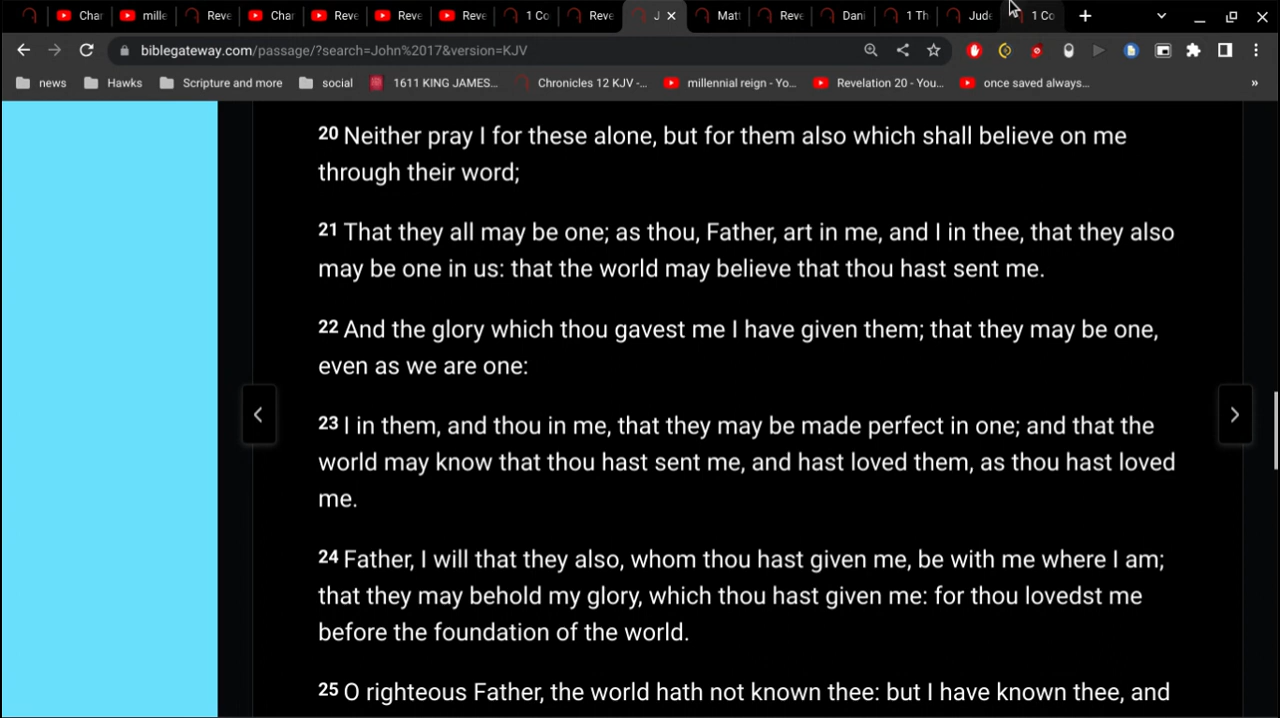 Char
mille
Reve
Char
Reve
Reve
Reve
1 Co
Reve
J
Matt
Reve
Dani
1 Th
Jude
1 Co
biblegateway.com/passage/?search=John%2017&version=KJV
news
Hawks
Scripture and more
social
1611 KING JAMES...
Chronicles 12 KJV -...
millennial reign - Yo...
Revelation 20 - You...
once saved always...
»
20 Neither pray I for these alone, but for them also which shall believe on me
through their word;
21 That they all may be one; as thou, Father, art in me, and I in thee, that they also
may be one in us: that the world may believe that thou hast sent me.
22 And the glory which thou gavest me I have given them; that they may be one,
even as we are one:
23 I in them, and thou in me, that they may be made perfect in one; and that the
world may know that thou hast sent me, and hast loved them, as thou hast loved
me.
24 Father, I will that they also, whom thou hast given me, be with me where I am;
that they may behold my glory, which thou hast given me: for thou lovedst me
before the foundation of the world.
25 O righteous Father, the world hath not known thee: but I have known thee, and